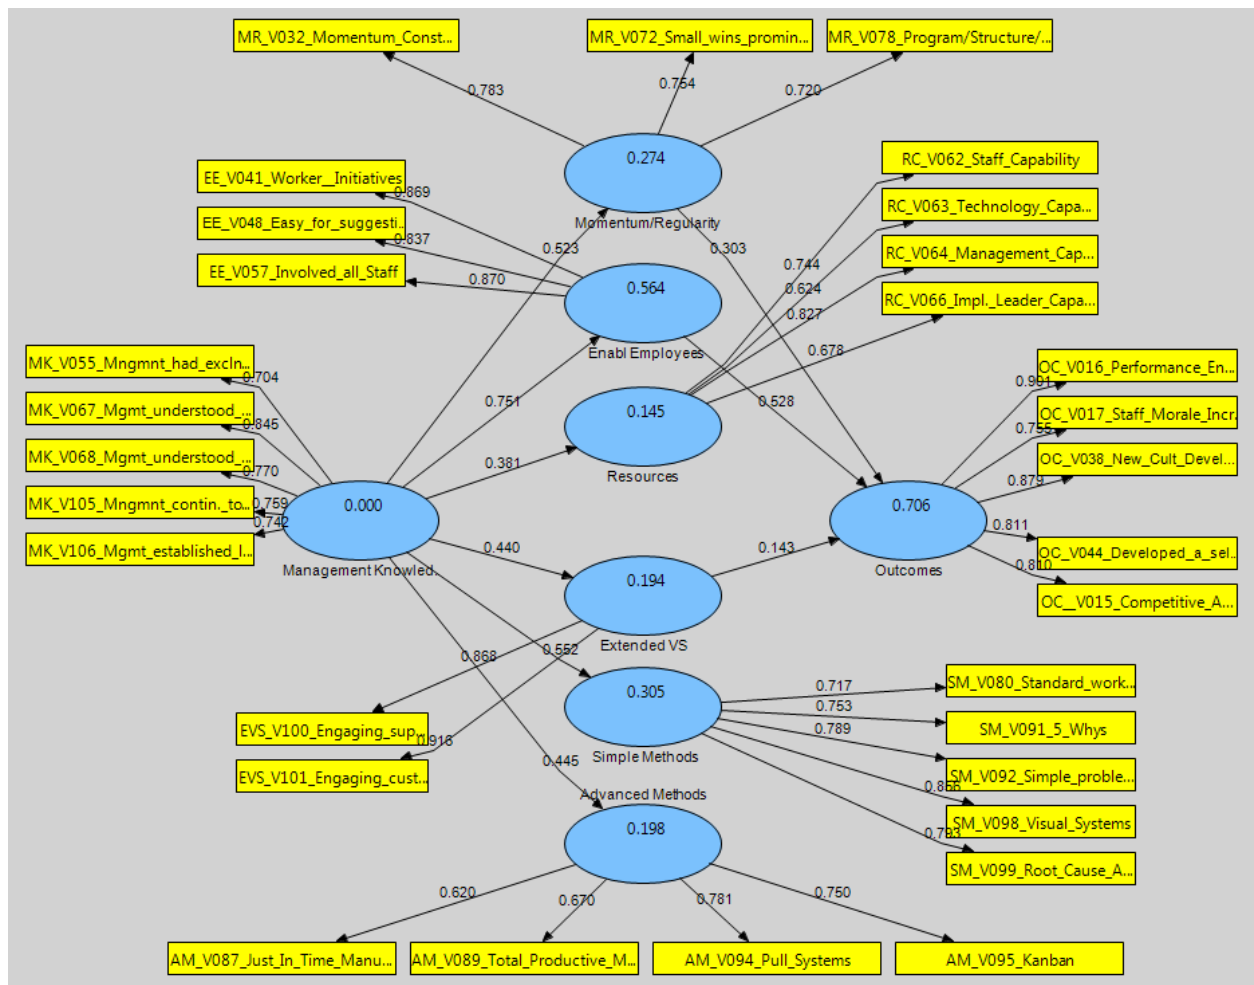 MR_V032_Momentum_Const...
MR_V072_Small_wins_promin...
MR_V078_Program/Structure/...
0.783
0.754
0.720
0.274
Momentum/Regularity
EE_V041_Worker__Initiatives
EE_V048_Easy_for_suggesti..
EE_V057_Involved_all_Staff
0.869
0.837
0.870
0.564
Enabl Employees
RC_V062_Staff_Capability
RC_V063_Technology_Capa...
RC_V064_Management_Cap...
RC_V066_Impl._Leader_Capa...
0.744
0.624
0.827
0.678
0.523
0.303
0.751
0.528
0.381
0.145
Resources
MK_V055_Mngmnt_had_excln...
MK_V067_Mgmt_understood_...
MK_V068_Mgmt_understood_...
MK_V105_Mngmnt_contin._to...
MK_V106_Mgmt_established_l...
0.704
0.845
0.770
0.759
0.742
0.000
Management Knowled.
OC_V016_Performance_En...
OC_V017_Staff_Morale_Incr.
OC_V038_New_Cult_Devel...
OC_V044_Developed_a_sel..
OC__V015_Competitive_A...
0.901
0.755
0.879
0.811
0.810
0.706
Outcomes
0.440
0.143
0.194
Extended VS
0.868
0.916
EVS_V100_Engaging_sup...
EVS_V101_Engaging_cust...
0.552
0.305
Simple Methods
0.717
0.753
0.789
0.856
0.793
SM_V080_Standard_work...
SM_V091_5_Whys
SM_V092_Simple_proble...
SM_V098_Visual_Systems
SM_V099_Root_Cause_A...
0.445
Advanced Methods
0.198
0.620
0.670
0.781
0.750
AM_V087_Just_In_Time_Manu...
AM_V089_Total_Productive_M...
AM_V094_Pull_Systems
AM_V095_Kanban